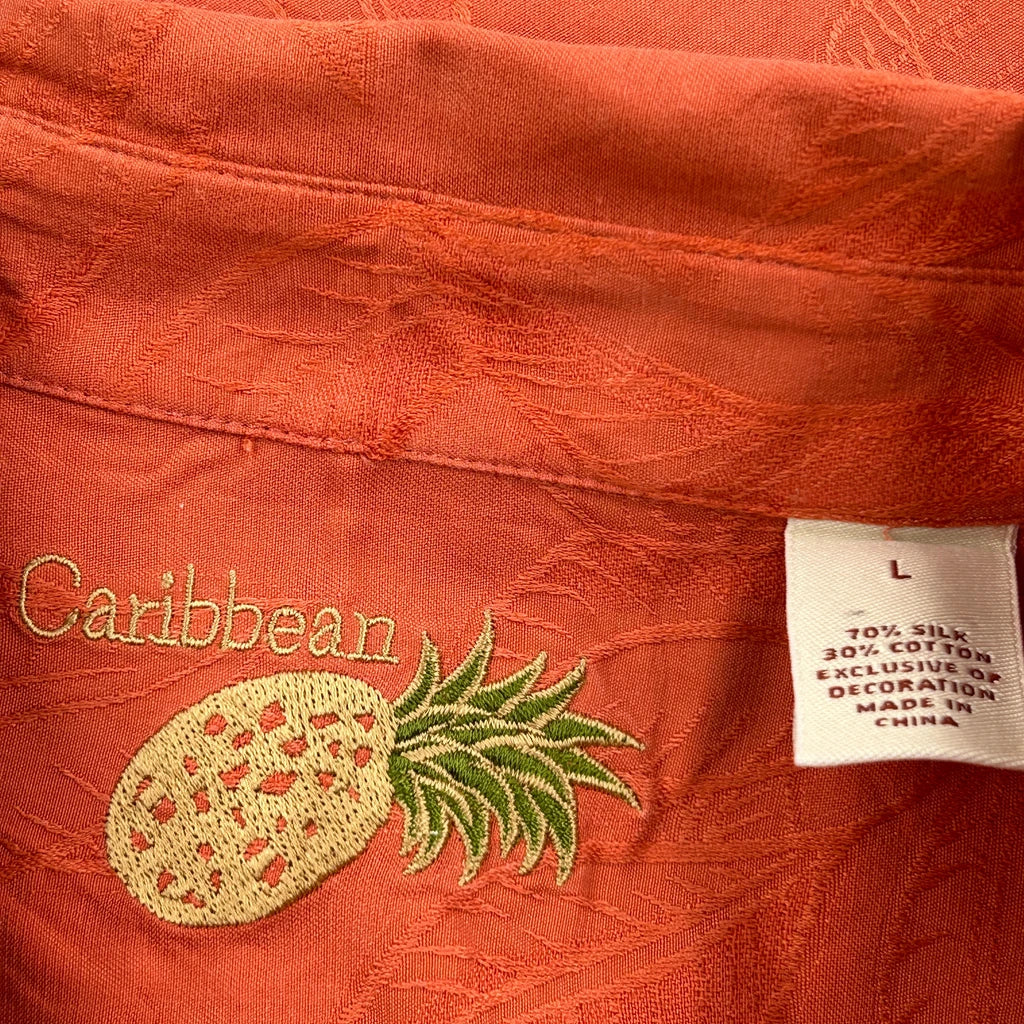 Caribbean
L
70% SILK
30% COTTON
EXCLUSIVE OF
DECORATION
MADE IN
CHINA